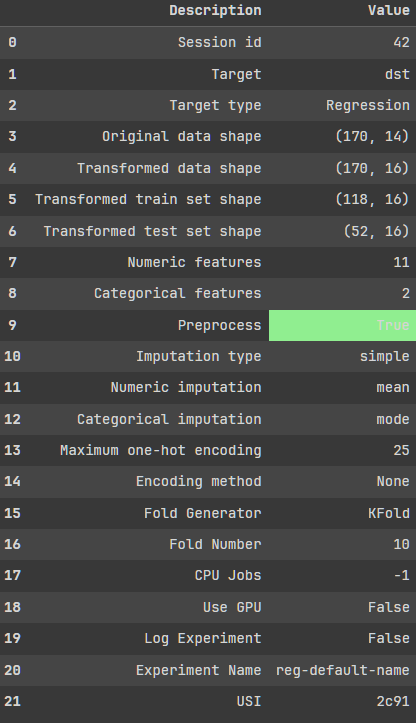 Description Value
0 Session id 42
1 Target dst
2 Target type Regression
3 Original data shape (170, 14)
4 Transformed data shape (170, 16)
5 Transformed train set shape (118, 16)
6 Transformed test set shape (52, 16)
7 Numeric features 11
8 Categorical features 2
9 Preprocess True
10 Imputation type simple
11 Numeric imputation mean
12 Categorical imputation mode
13 Maximum one-hot encoding 25
14 Encoding method None
15 Fold Generator KFold
16 Fold Number 10
17 CPU Jobs -1
18 Use GPU False
19 Log Experiment False
20 Experiment Name reg-default-name
21 USI 2c91